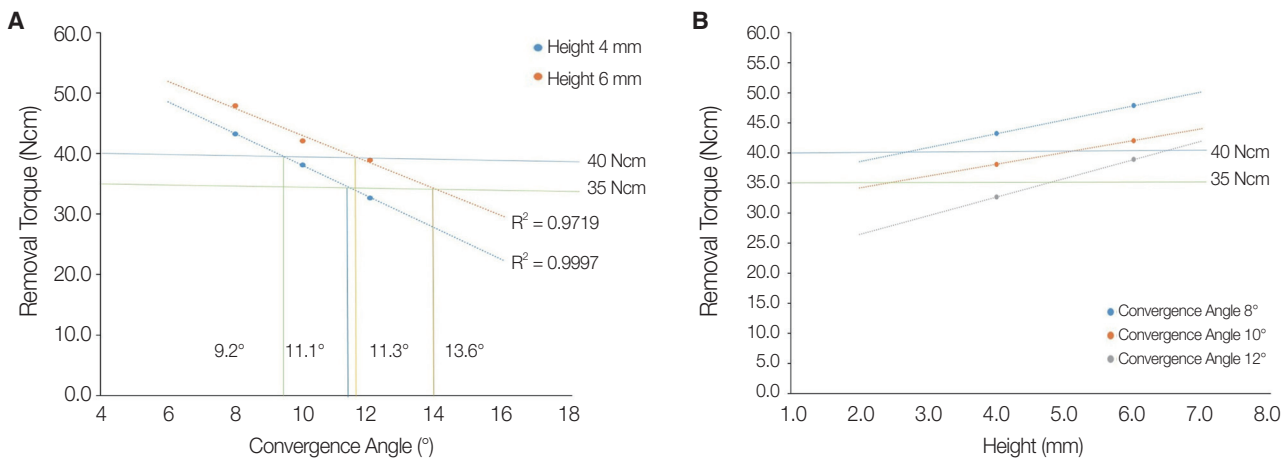 A
60.0
50.0
40.0
30.0
20.0
10.0
0.0
Removal Torque (Ncm)
Height 4 mm
Height 6 mm
40 Ncm
35 Ncm
R² = 0.9719
R² = 0.9997
9.2°
11.1°
11.3°
13.6°
4 6 8 10 12 14 16 18
Convergence Angle (°)
B
60.0
55.0
50.0
45.0
40.0
35.0
30.0
25.0
20.0
15.0
10.0
5.0
0.0
Removal Torque (Ncm)
40 Ncm
35 Ncm
Convergence Angle 8°
Convergence Angle 10°
Convergence Angle 12°
1.0 2.0 3.0 4.0 5.0 6.0 7.0 8.0
Height (mm)